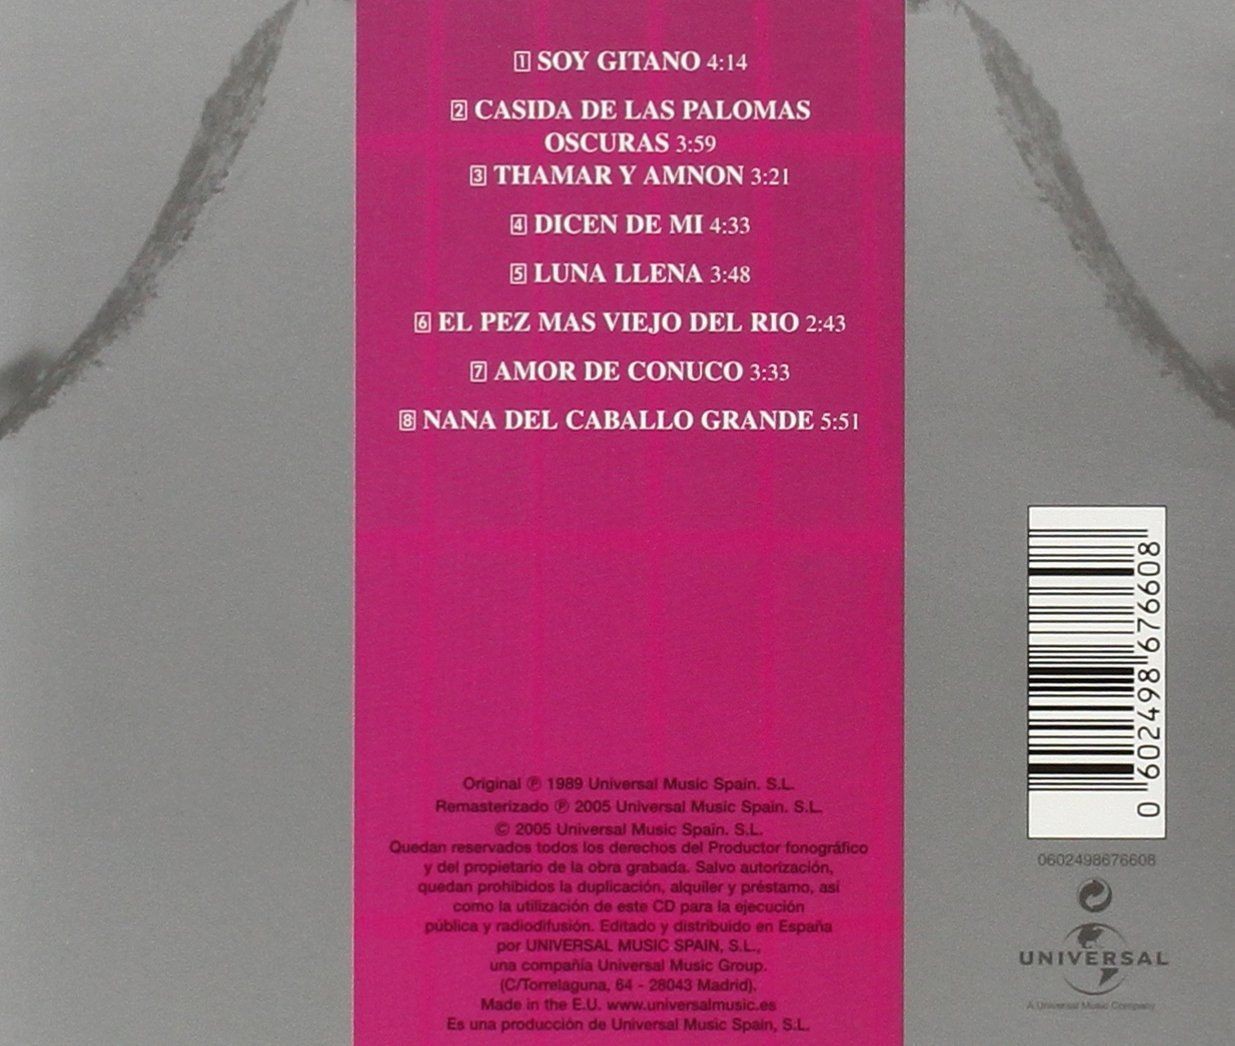 1 SOY GITANO 4:14
2 CASIDA DE LAS PALOMAS
OSCURAS 3:59
3 THAMAR Y AMNON 3:21
4 DICEN DE MI 4:33
5 LUNA LLENA 3:48
6 EL PEZ MAS VIEJO DEL RIO 2:43
7 AMOR DE CONUCO 3:33
8 NANA DEL CABALLO GRANDE 5:51
Original ℗ 1989 Universal Music Spain. S.L.
Remasterizado ℗ 2005 Universal Music Spain. S.L.
© 2005 Universal Music Spain. S.L.
Quedan reservados todos los derechos del Productor fonográfico
y del propietario de la obra grabada. Salvo autorización,
quedan prohibidos la duplicación, alquiler y préstamo, así
como la utilización de este CD para la ejecución
pública y radiodifusión. Editado y distribuido en España
por UNIVERSAL MUSIC SPAIN, S.L.,
una compañía Universal Music Group.
(C/Torrelaguna, 64 - 28043 Madrid).
Made in the E.U. www.universalmusic.es
Es una producción de Universal Music Spain, S.L.
0 602498 676608
0602498676608
UNIVERSAL
A Universal Music Company